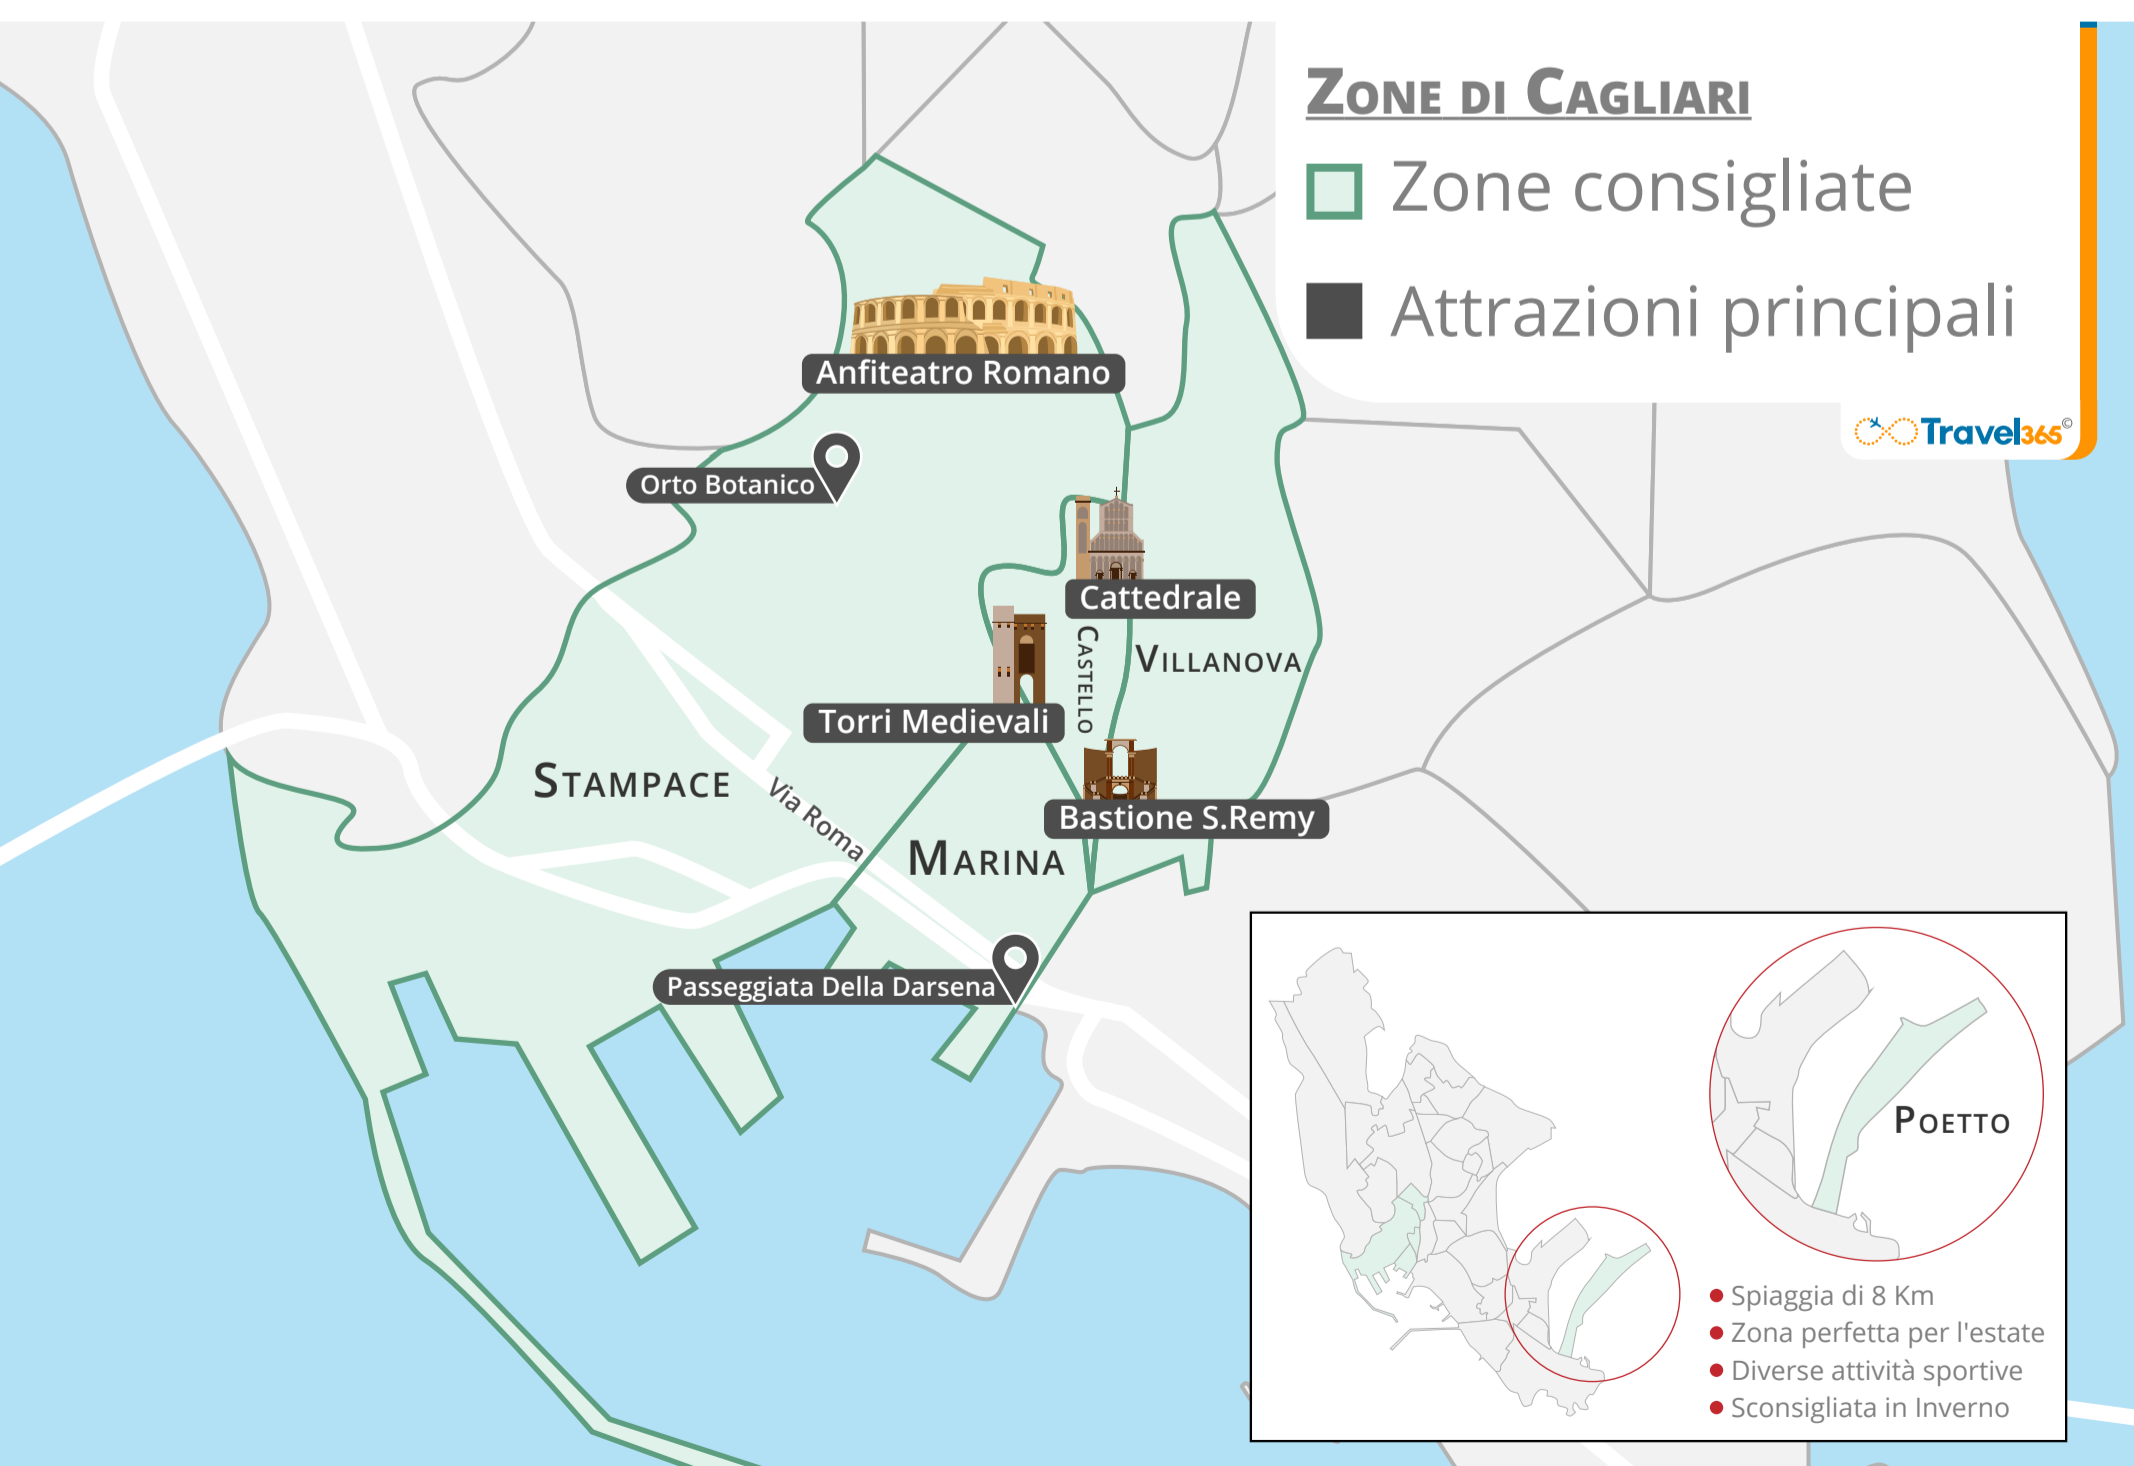 ZONE DI CAGLIARI
Zone consigliate
Attrazioni principali
Travel365©
Anfiteatro Romano
Orto Botanico
Cattedrale
CASTELLO
VILLANOVA
Torri Medievali
STAMPACE
Via Roma
Bastione S.Remy
MARINA
Passeggiata Della Darsena
POETTO
Spiaggia di 8 Km
Zona perfetta per l'estate
Diverse attività sportive
Sconsigliata in Inverno